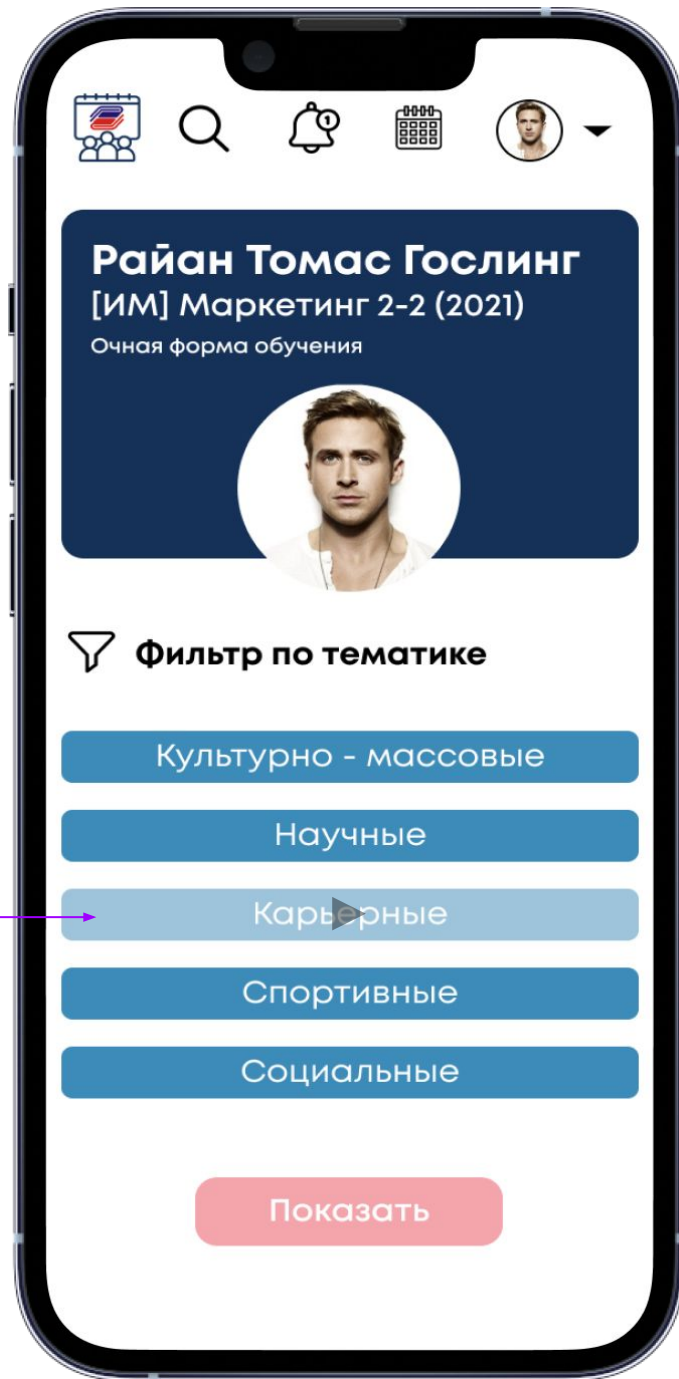 1
Райан Томас Гослинг
[ИМ] Маркетинг 2-2 (2021)
Очная форма обучения
Фильтр по тематике
Культурно - массовые
Научные
Карьерные
Спортивные
Социальные
Показать